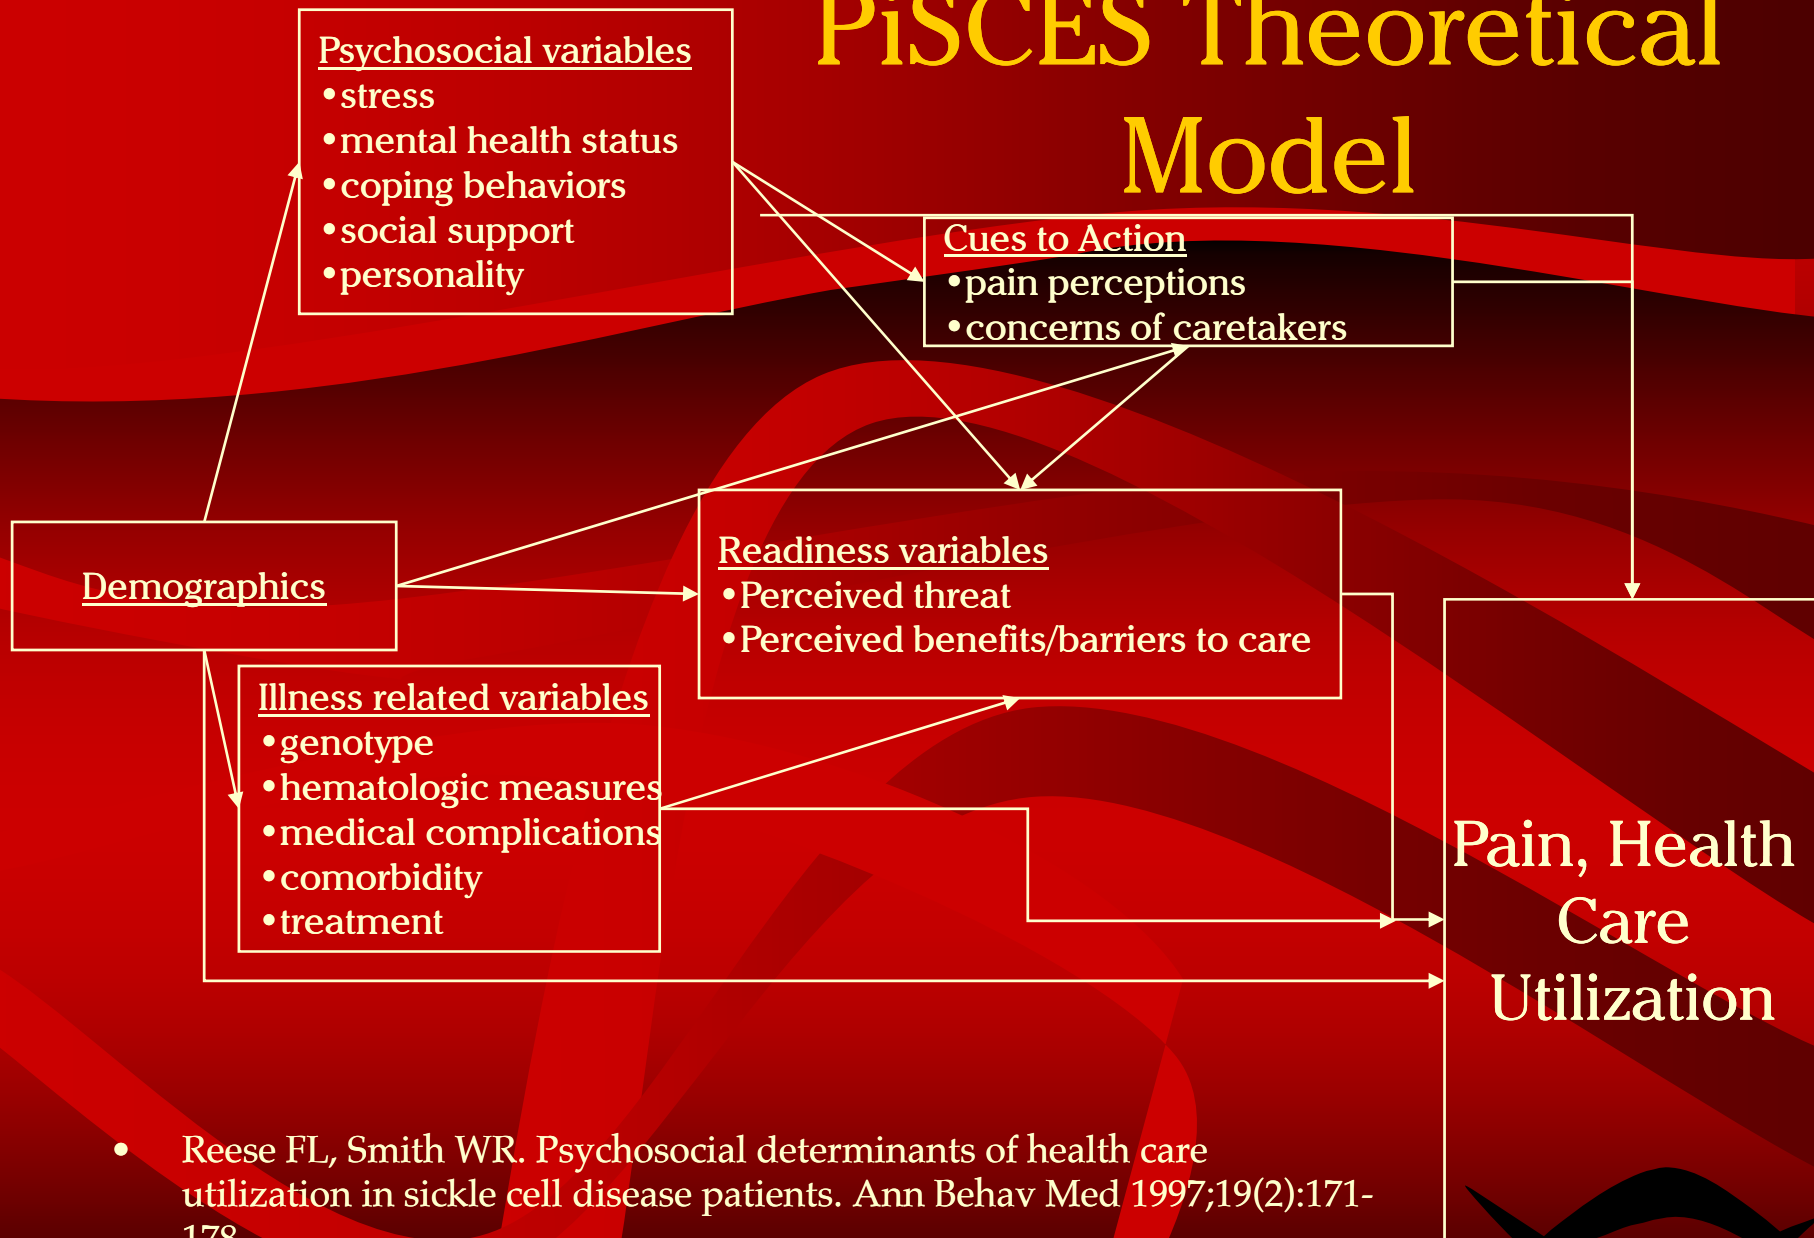 PiSCES Theoretical
Model
Psychosocial variables
•stress
•mental health status
•coping behaviors
•social support
•personality
Cues to Action
•pain perceptions
•concerns of caretakers
Demographics
Readiness variables
•Perceived threat
•Perceived benefits/barriers to care
Illness related variables
•genotype
•hematologic measures
•medical complications
•comorbidity
•treatment
Pain, Health
Care
Utilization
• Reese FL, Smith WR. Psychosocial determinants of health care
utilization in sickle cell disease patients. Ann Behav Med 1997;19(2):171-
178